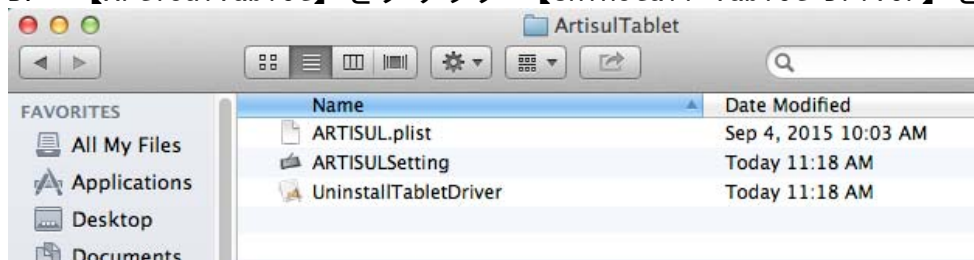 ArtisulTablet
FAVORITES
All My Files
Applications
Desktop
Documents
Name Date Modified
ARTISUL.plist Sep 4, 2015 10:03 AM
ARTISULSetting Today 11:18 AM
UninstallTabletDriver Today 11:18 AM